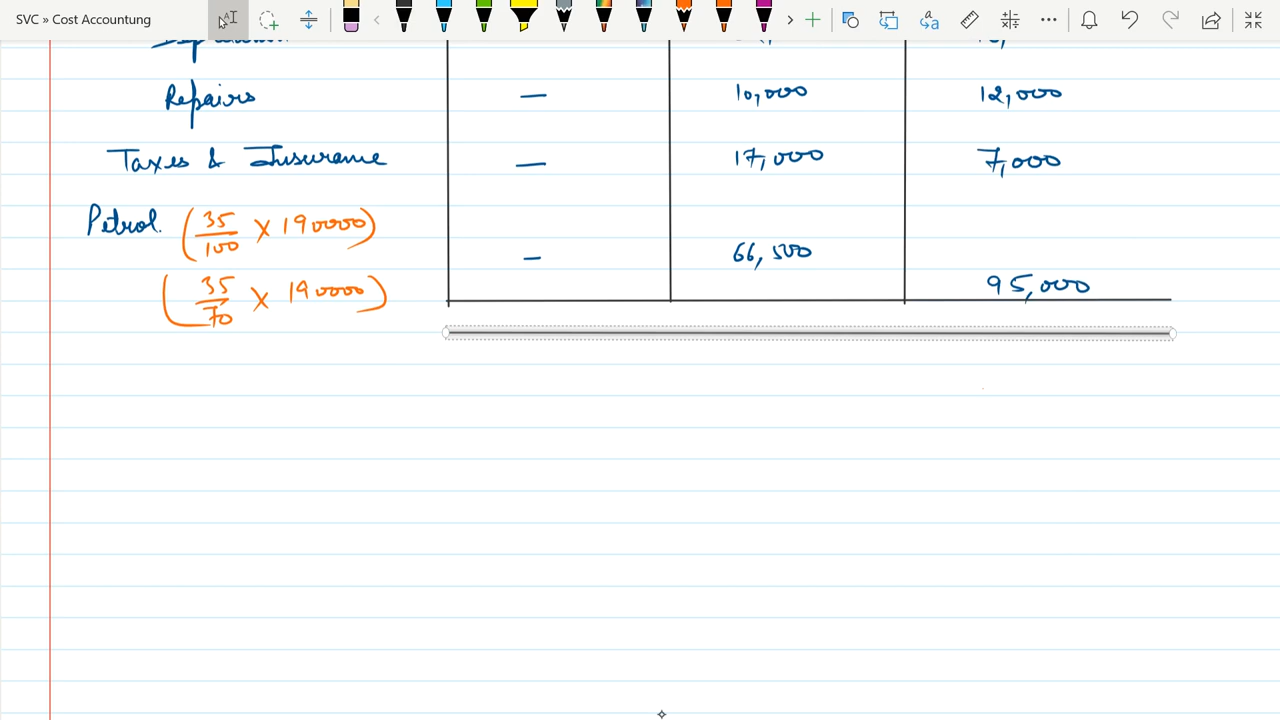 SVC » Cost Accountung
Repairs — 10,000 12,000
Taxes & Insurance — 17,000 7,000
Petrol. (35/100 × 190000)
— 66,500
(35/70 × 190000) 95,000